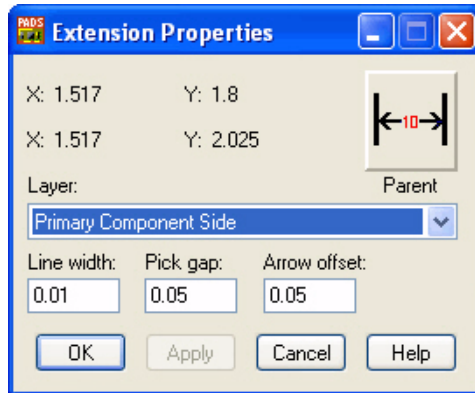 PADS
Extension Properties
X: 1.517 Y: 1.8
X: 1.517 Y: 2.025
10
Layer: Parent
Primary Component Side
Line width: Pick gap: Arrow offset:
0.01 0.05 0.05
OK Apply Cancel Help